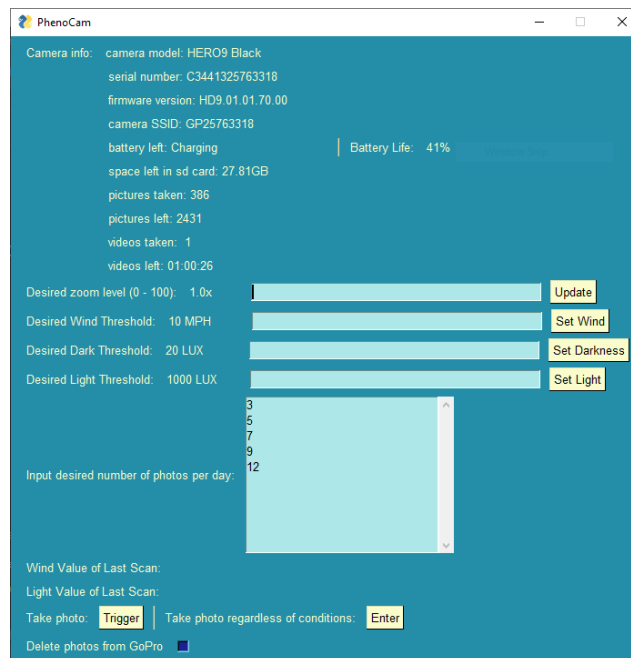 PhenoCam
Camera info: camera model: HERO9 Black
serial number: C3441325763318
firmware version: HD9.01.01.70.00
camera SSID: GP25763318
battery left: Charging Battery Life: 41%
space left in sd card: 27.81GB
pictures taken: 386
pictures left: 2431
videos taken: 1
videos left: 01:00:26
Desired zoom level (0 - 100): 1.0x Update
Desired Wind Threshold: 10 MPH Set Wind
Desired Dark Threshold: 20 LUX Set Darkness
Desired Light Threshold: 1000 LUX Set Light
3
5
7
9
12
Input desired number of photos per day:
Wind Value of Last Scan:
Light Value of Last Scan:
Take photo: Trigger Take photo regardless of conditions: Enter
Delete photos from GoPro